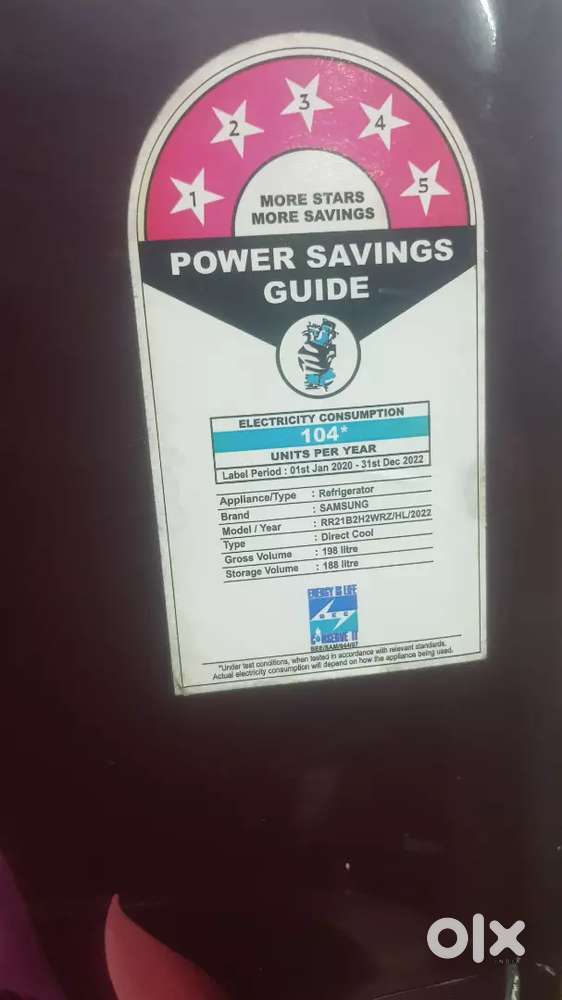 1 2 3 4 5
MORE STARS
MORE SAVINGS
POWER SAVINGS
GUIDE
ELECTRICITY CONSUMPTION
104*
UNITS PER YEAR
Label Period : 01st Jan 2020 - 31st Dec 2022
Appliance/Type : Refrigerator
Brand : SAMSUNG
Model / Year : RR21B2H2WRZ/HL/2022
Type : Direct Cool
Gross Volume : 198 litre
Storage Volume : 188 litre
ENERGY IS LIFE
BEE
CONSERVE IT
*Under test conditions, when tested in accordance with relevant standards.
Actual electricity consumption will depend on how the appliance being used.
olx
INDIA